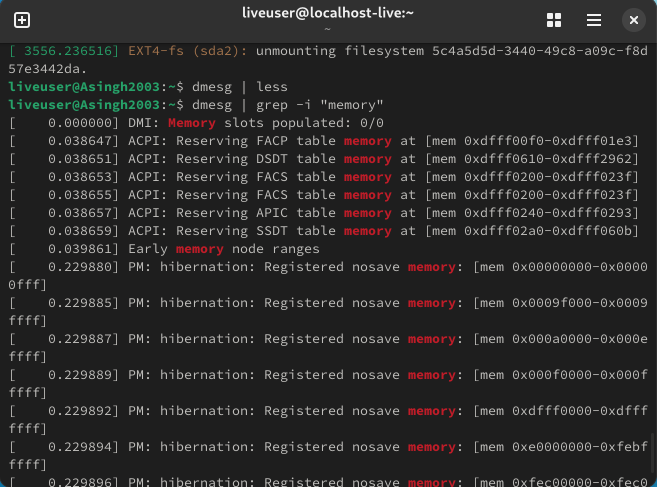 liveuser@localhost-live:~
~
[ 3556.236516] EXT4-fs (sda2): unmounting filesystem 5c4a5d5d-3440-49c8-a09c-f8d
57e3442da.
liveuser@Asingh2003:~$ dmesg | less
liveuser@Asingh2003:~$ dmesg | grep -i "memory"
[    0.000000] DMI: Memory slots populated: 0/0
[    0.038647] ACPI: Reserving FACP table memory at [mem 0xdfff00f0-0xdfff01e3]
[    0.038651] ACPI: Reserving DSDT table memory at [mem 0xdfff0610-0xdfff2962]
[    0.038653] ACPI: Reserving FACS table memory at [mem 0xdfff0200-0xdfff023f]
[    0.038655] ACPI: Reserving FACS table memory at [mem 0xdfff0200-0xdfff023f]
[    0.038657] ACPI: Reserving APIC table memory at [mem 0xdfff0240-0xdfff0293]
[    0.038659] ACPI: Reserving SSDT table memory at [mem 0xdfff02a0-0xdfff060b]
[    0.039861] Early memory node ranges
[    0.229880] PM: hibernation: Registered nosave memory: [mem 0x00000000-0x0000
0fff]
[    0.229885] PM: hibernation: Registered nosave memory: [mem 0x0009f000-0x0009
ffff]
[    0.229887] PM: hibernation: Registered nosave memory: [mem 0x000a0000-0x000e
ffff]
[    0.229889] PM: hibernation: Registered nosave memory: [mem 0x000f0000-0x000f
ffff]
[    0.229892] PM: hibernation: Registered nosave memory: [mem 0xdfff0000-0xdfff
ffff]
[    0.229894] PM: hibernation: Registered nosave memory: [mem 0xe0000000-0xfebf
ffff]
[    0.229896] PM: hibernation: Registered nosave memory: [mem 0xfec00000-0xfec0